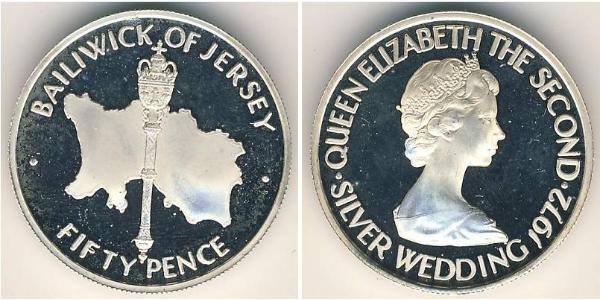 BAILIWICK OF JERSEY
FIFTY PENCE
·QUEEN ELIZABETH THE SECOND·
SILVER WEDDING 1972